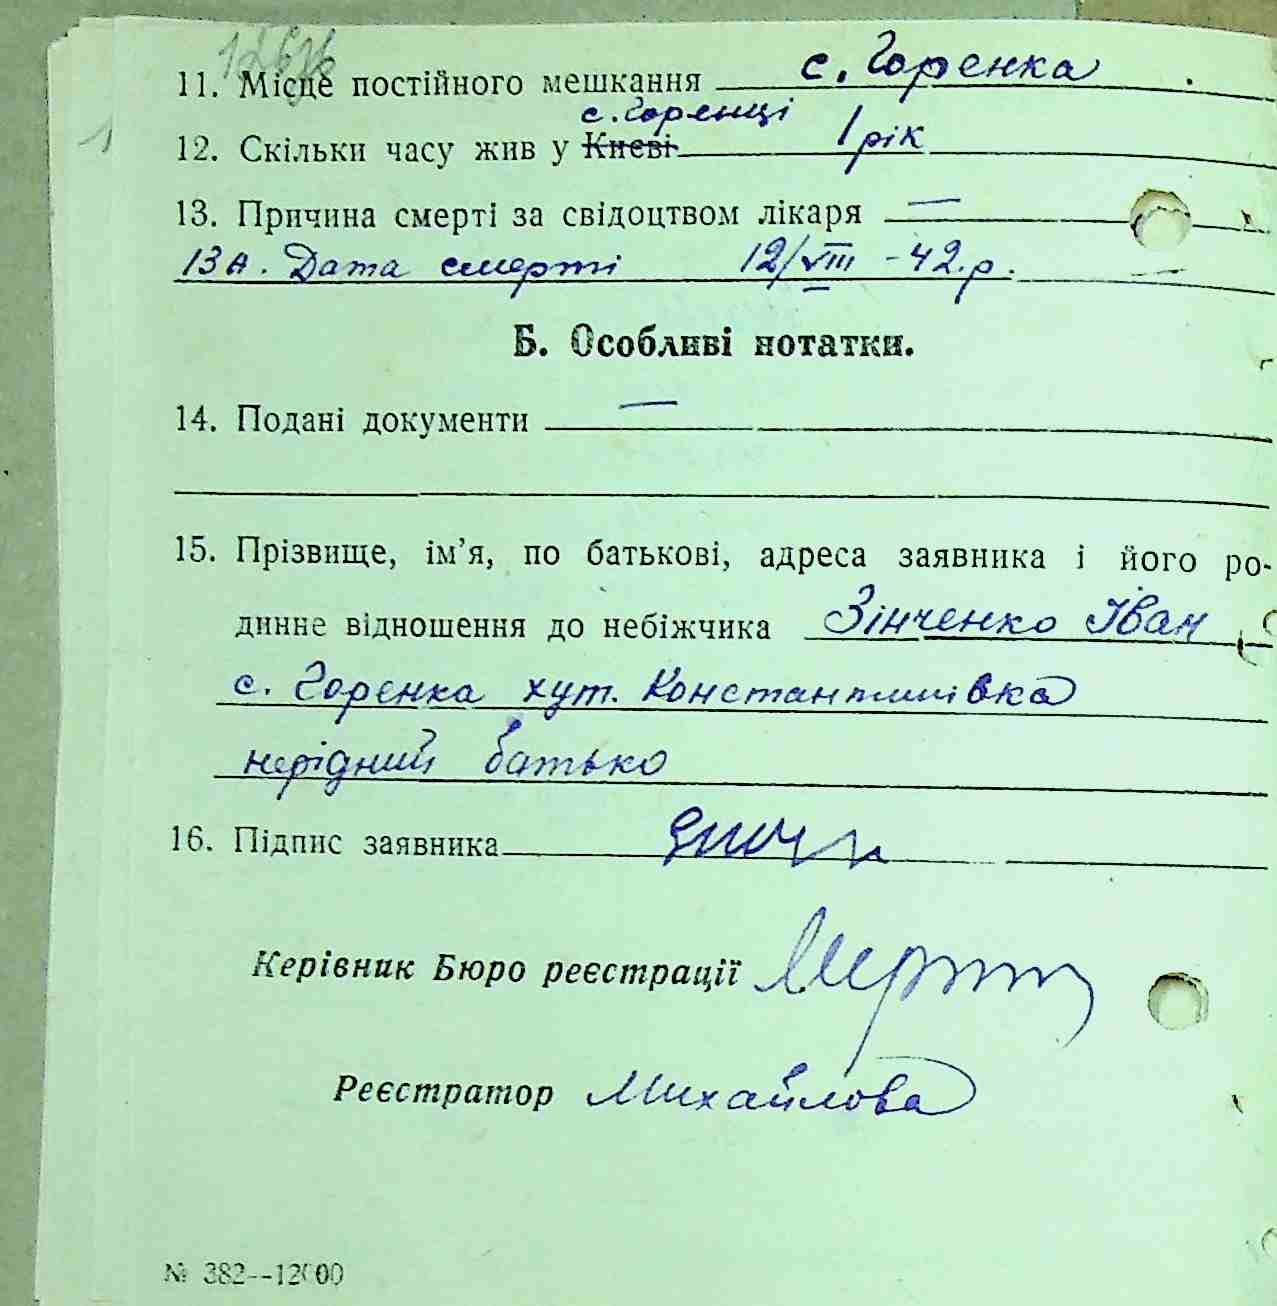 11. Місце постійного мешкання с. Горенка
с. Горенці
12. Скільки часу жив у Києві 1 рік
13. Причина смерті за свідоцтвом лікаря —
13А. Дата смерті 12/VIII - 42.р.
Б. Особливі нотатки.
14. Подані документи —
15. Прізвище, ім’я, по батькові, адреса заявника і його ро-
динне відношення до небіжчика Зінченко Іван
с. Горенка хут. Константинівка
нерідний батько
16. Підпис заявника
Керівник Бюро реєстрації
Реєстратор Михайлова
№ 382--12000